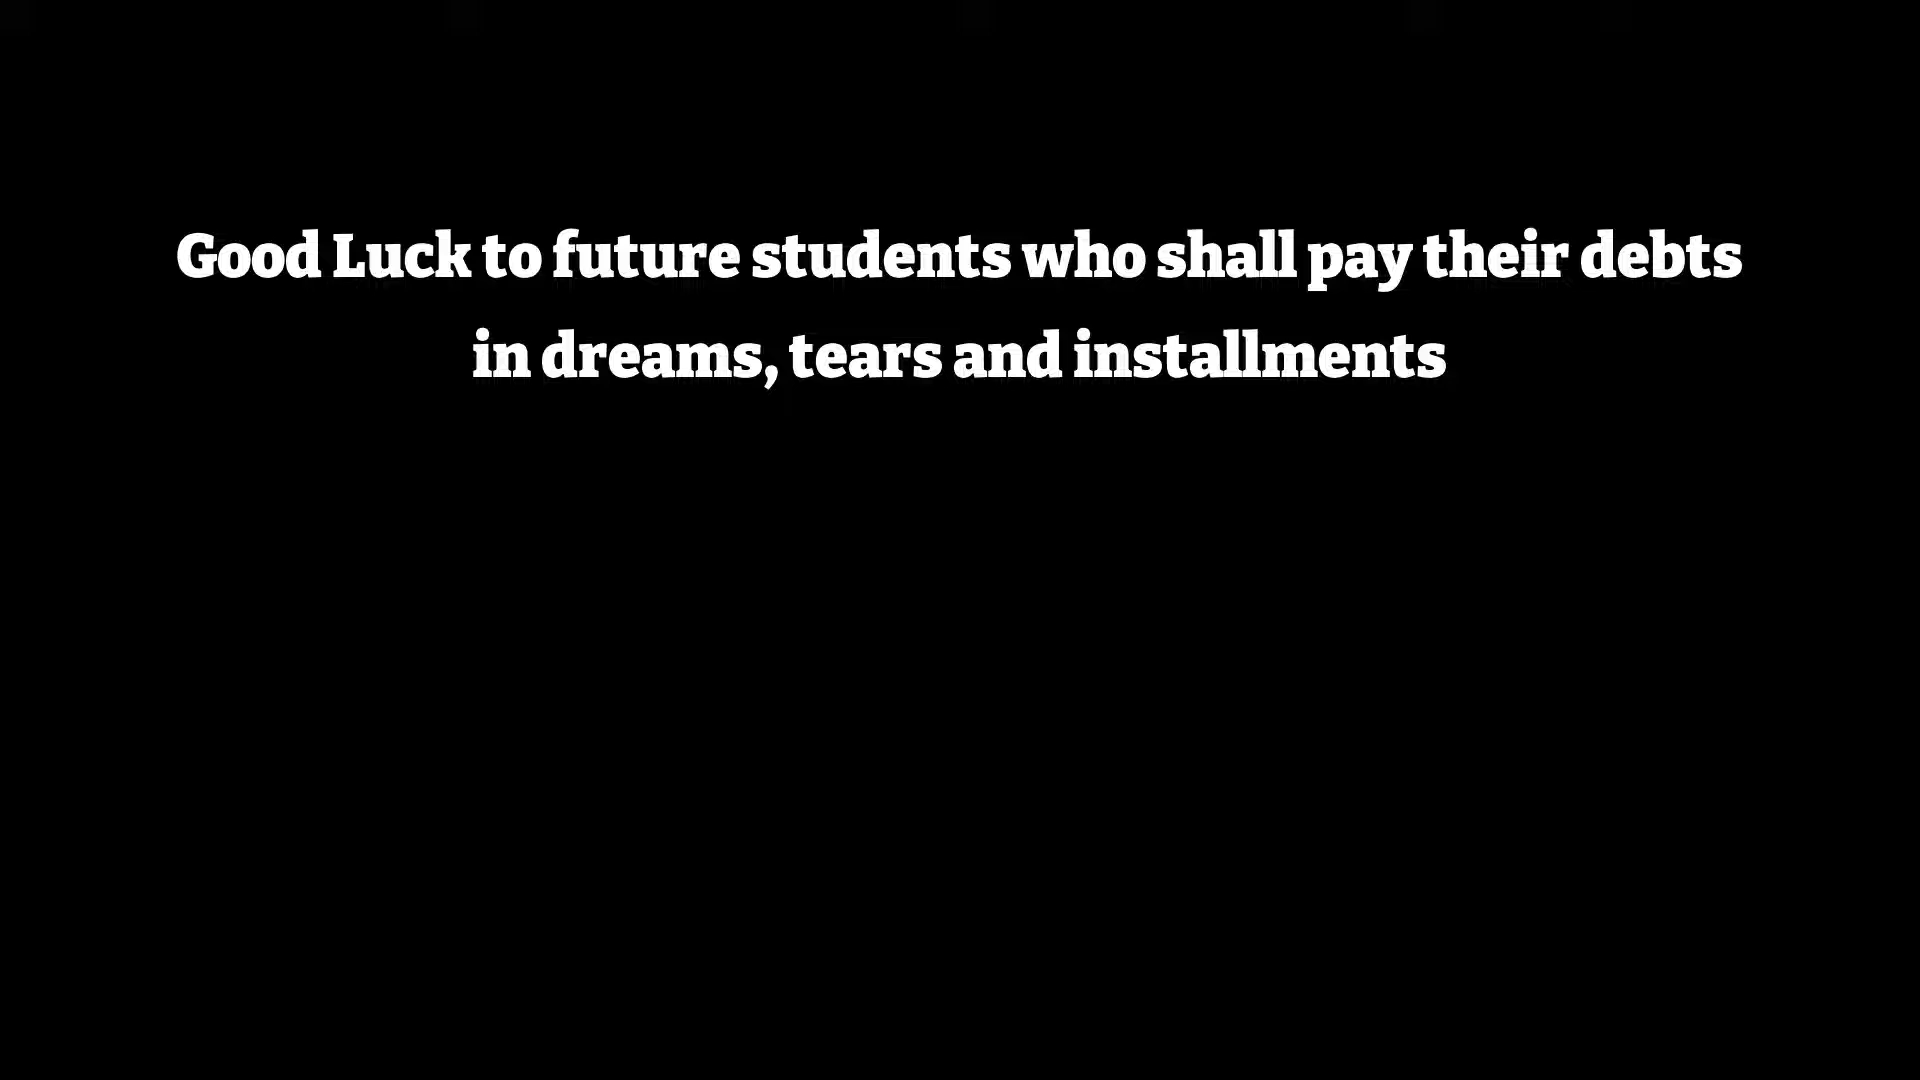 Good Luck to future students who shall pay their debts
in dreams, tears and installments